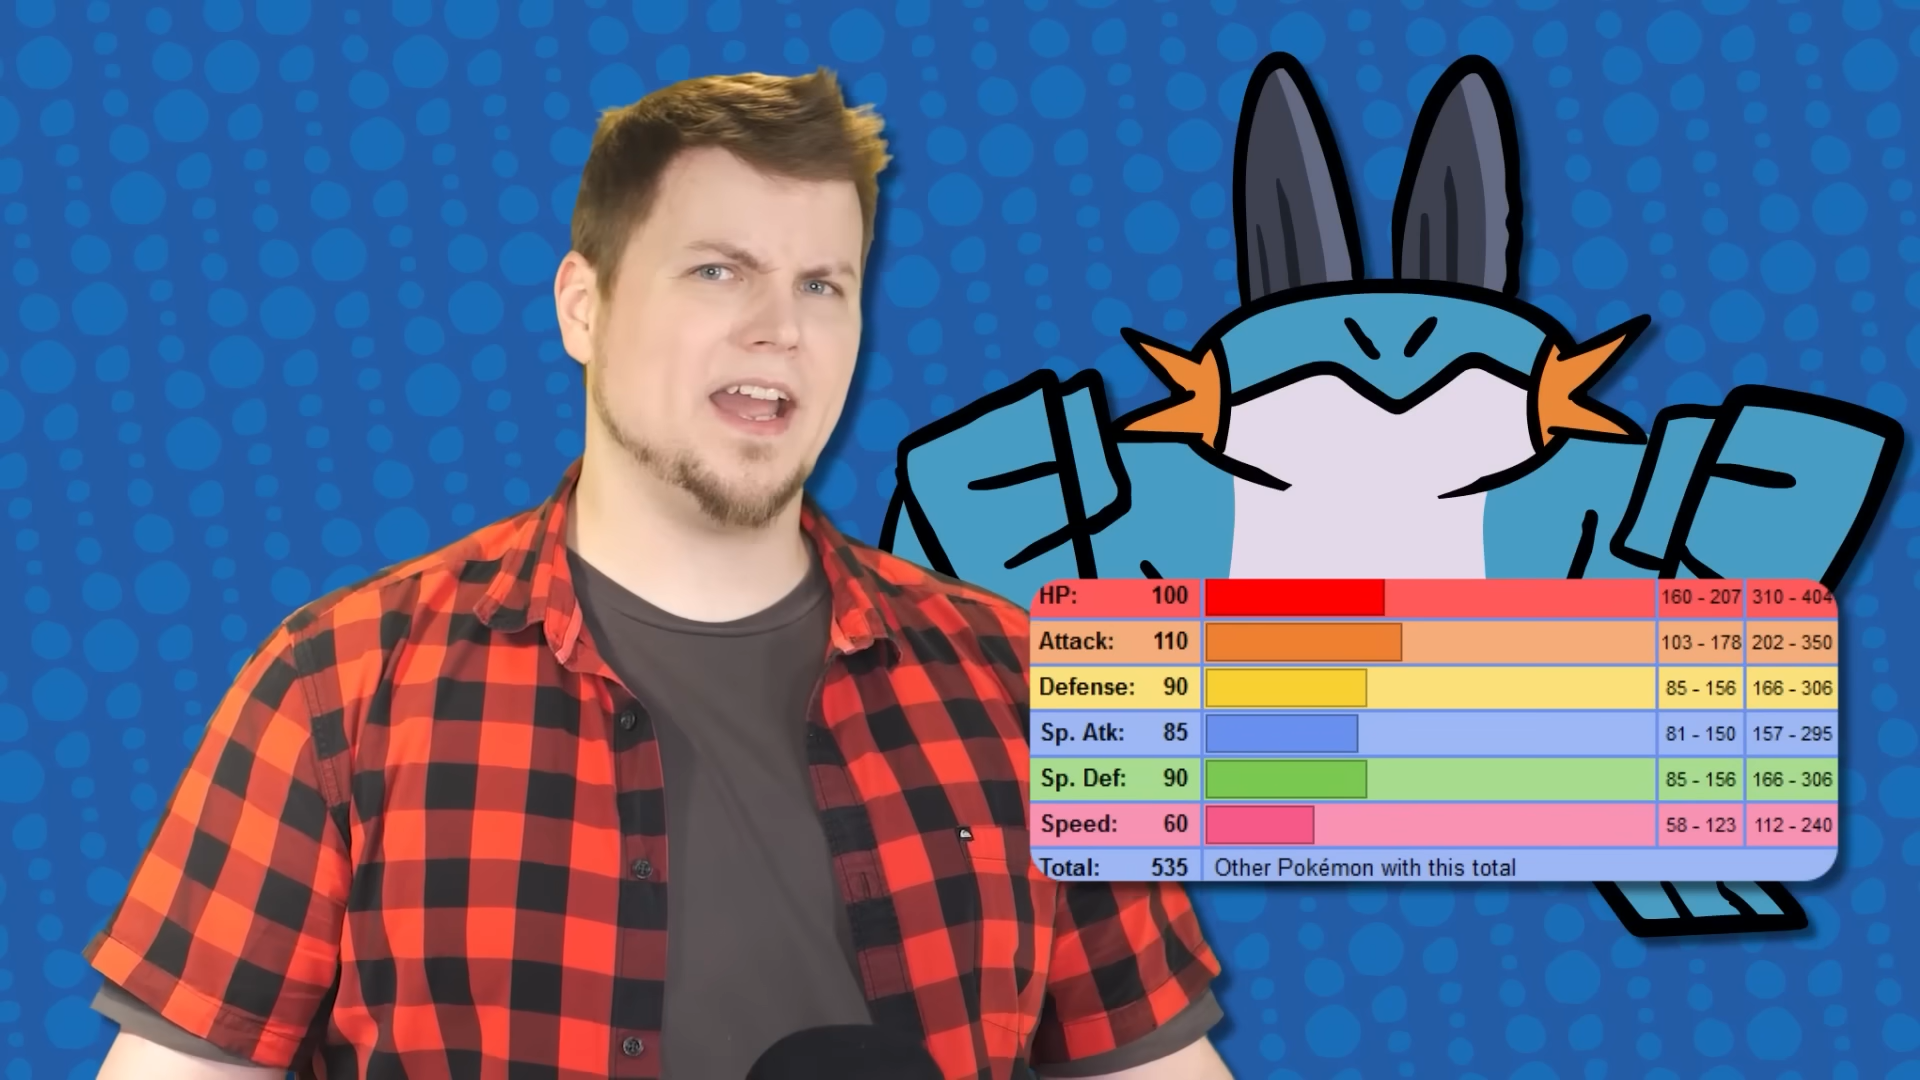 HP: 100 160 - 207 310 - 404
Attack: 110 103 - 178 202 - 350
Defense: 90 85 - 156 166 - 306
Sp. Atk: 85 81 - 150 157 - 295
Sp. Def: 90 85 - 156 166 - 306
Speed: 60 58 - 123 112 - 240
Total: 535 Other Pokémon with this total